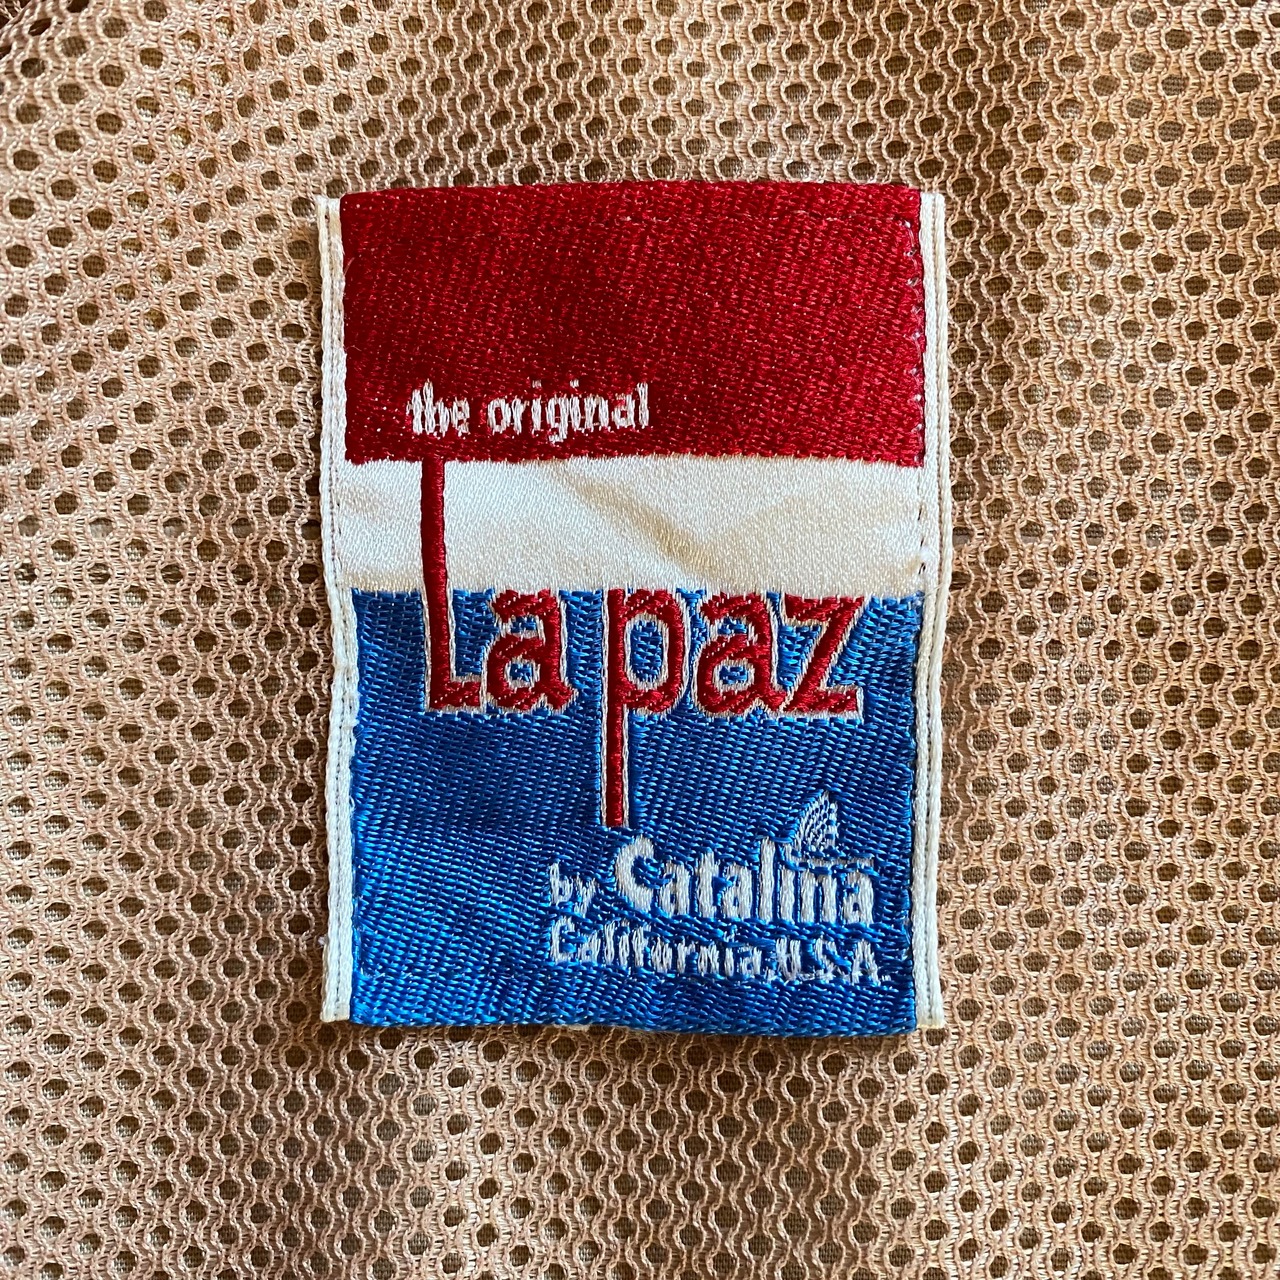 the original
La paz
by Catalina
California, U.S.A.